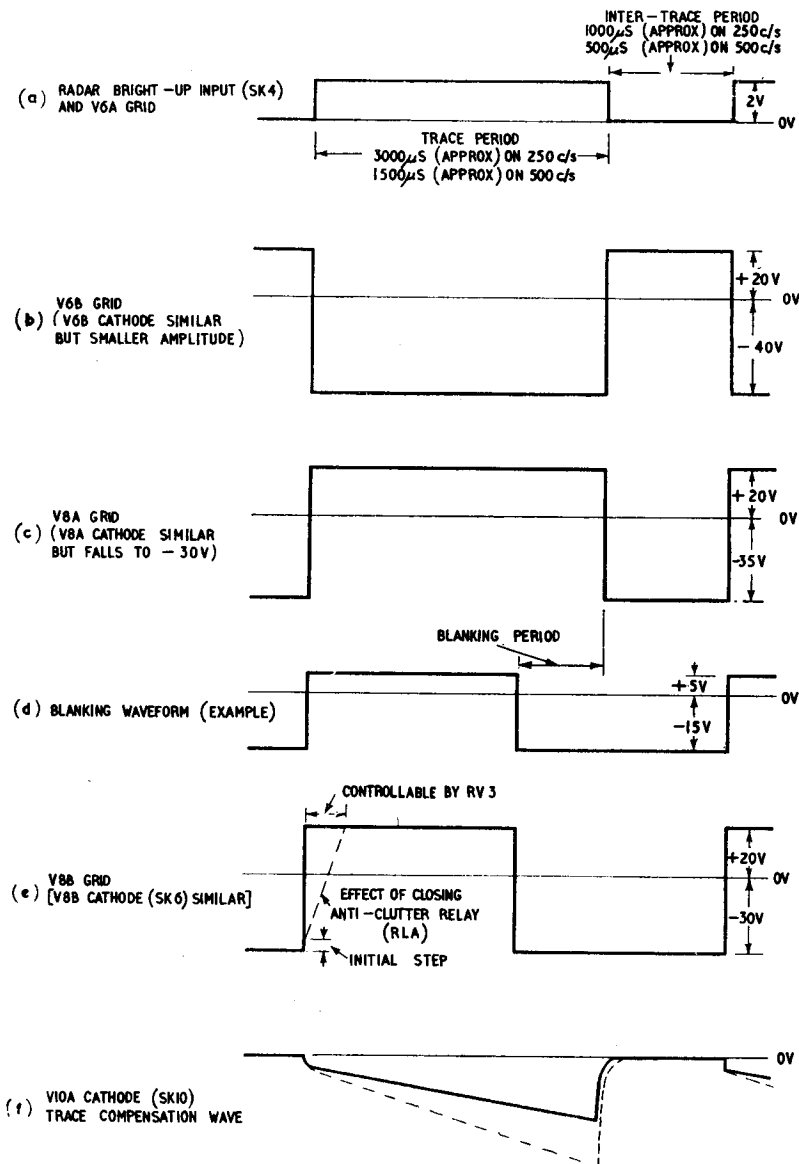 INTER-TRACE PERIOD
1000µS (APPROX) ON 250 c/s
500µS (APPROX) ON 500 c/s
(a) RADAR BRIGHT-UP INPUT (SK4)
AND V6A GRID
2V
0V
TRACE PERIOD
3000µS (APPROX) ON 250 c/s
1500µS (APPROX) ON 500 c/s
(b) V6B GRID
(V6B CATHODE SIMILAR
BUT SMALLER AMPLITUDE)
+20V
0V
-40V
(c) V8A GRID
(V8A CATHODE SIMILAR
BUT FALLS TO -30V)
+20V
0V
-35V
BLANKING PERIOD
(d) BLANKING WAVEFORM (EXAMPLE)
+5V
0V
-15V
CONTROLLABLE BY RV3
(e) V8B GRID
[V8B CATHODE (SK6) SIMILAR]
EFFECT OF CLOSING
ANTI-CLUTTER RELAY
(RLA)
INITIAL STEP
+20V
0V
-30V
0V
(f) V10A CATHODE (SK10)
TRACE COMPENSATION WAVE